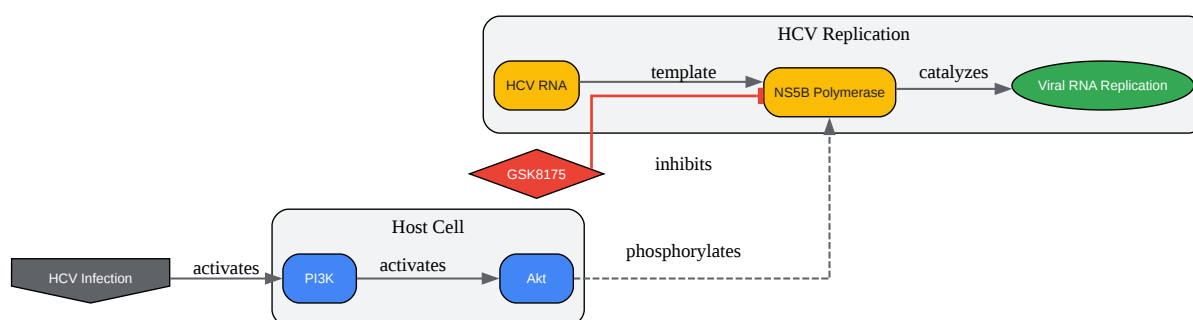 HCV Replication
HCV RNA
template
NS5B Polymerase
catalyzes
Viral RNA Replication
GSK8175
inhibits
Host Cell
HCV Infection
activates
PI3K
activates
Akt
phosphorylates